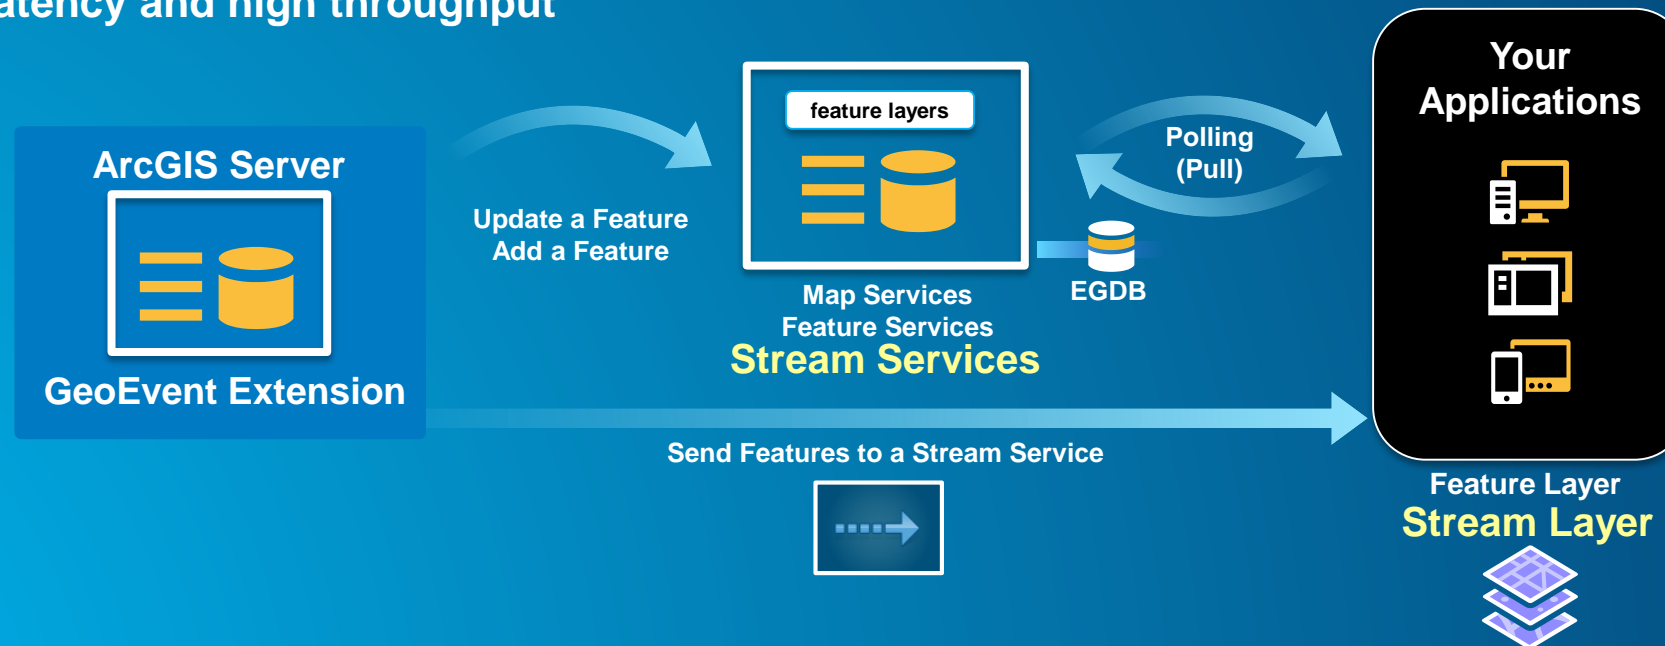 and high throughput
ArcGIS Server
GeoEvent Extension
Update a Feature
Add a Feature
feature layers
Map Services
Feature Services
Stream Services
EGDB
Polling
(Pull)
Send Features to a Stream Service
Your
Applications
Feature Layer
Stream Layer